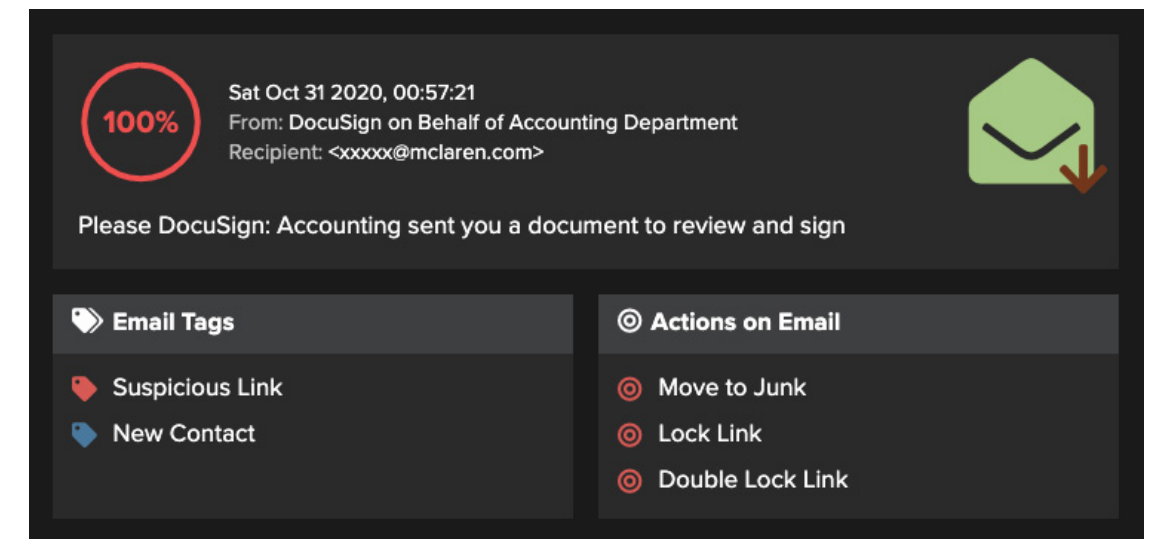 100%
Sat Oct 31 2020, 00:57:21
From: DocuSign on Behalf of Accounting Department
Recipient: <xxxxx@mclaren.com>
Please DocuSign: Accounting sent you a document to review and sign
Email Tags
Suspicious Link
New Contact
Actions on Email
Move to Junk
Lock Link
Double Lock Link